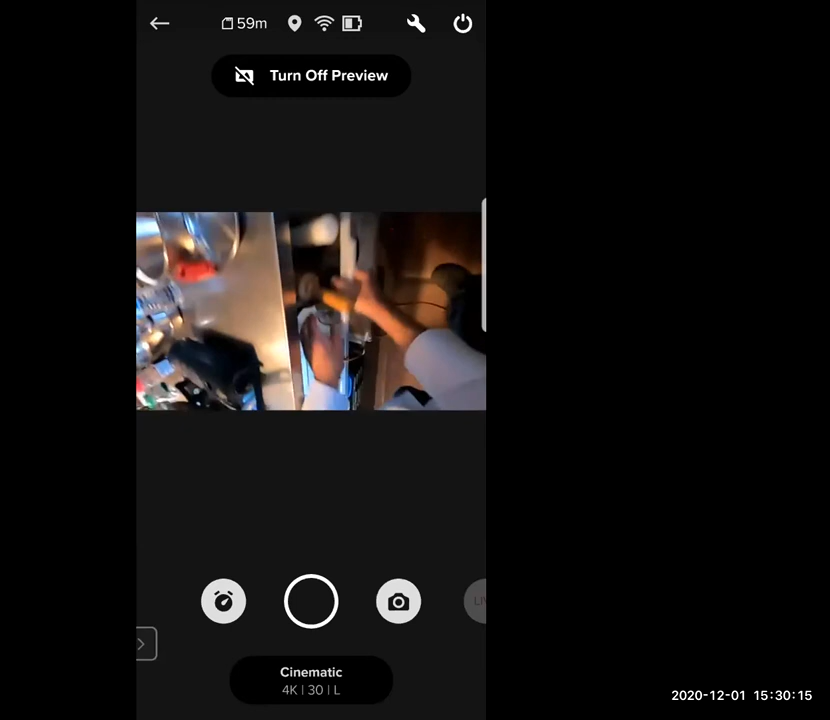 59m
Turn Off Preview
Cinematic
4K | 30 | L
2020-12-01 15:30:15